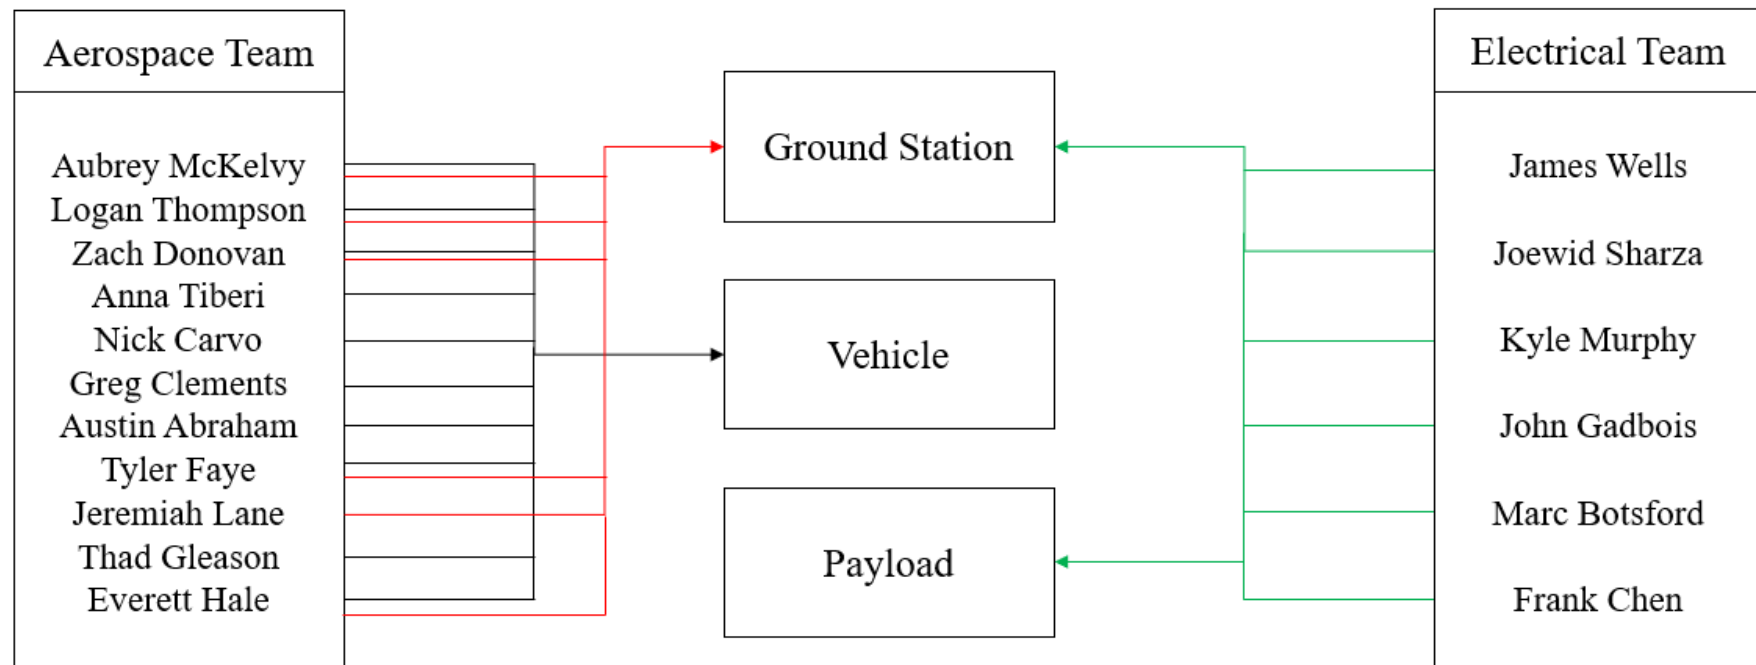 Aerospace Team
Aubrey McKelvy
Logan Thompson
Zach Donovan
Anna Tiberi
Nick Carvo
Greg Clements
Austin Abraham
Tyler Faye
Jeremiah Lane
Thad Gleason
Everett Hale
Ground Station
Vehicle
Payload
Electrical Team
James Wells
Joewid Sharza
Kyle Murphy
John Gadbois
Marc Botsford
Frank Chen